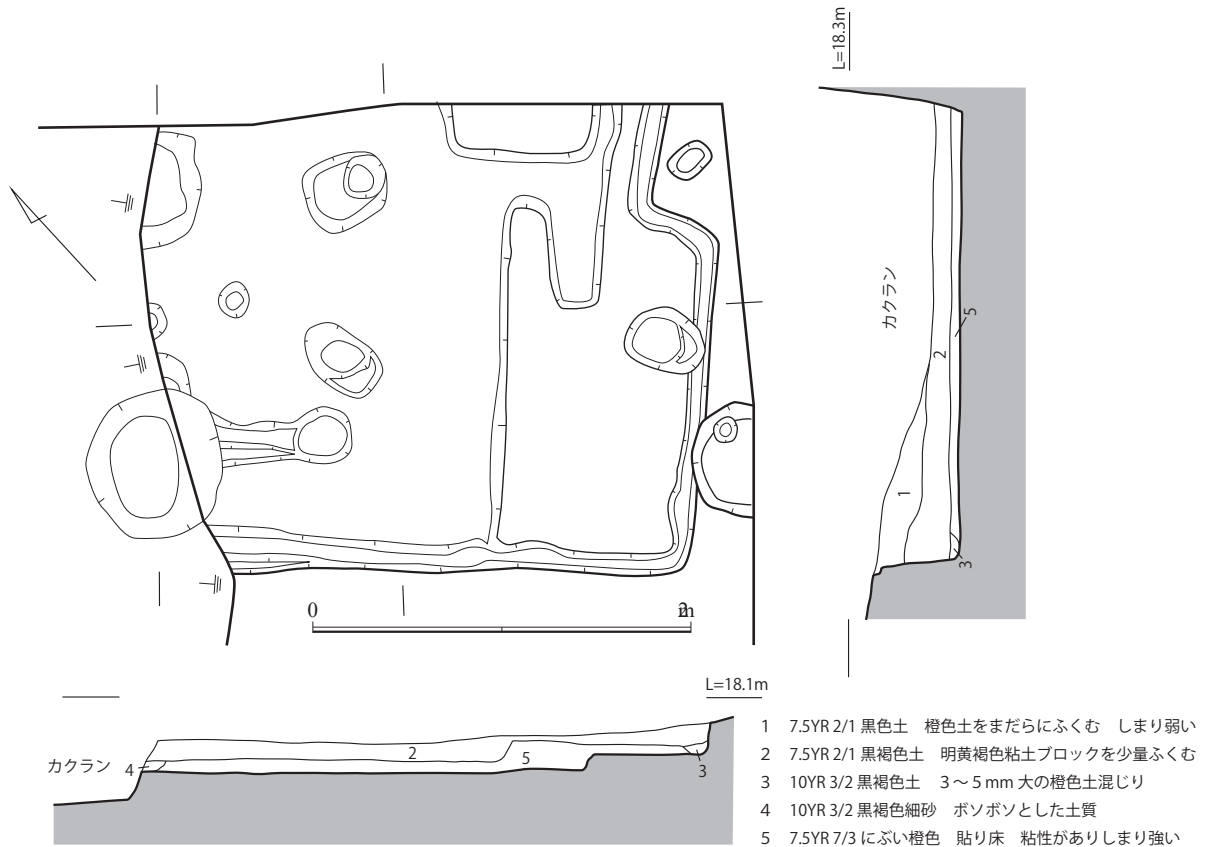 L=18.3m
カクラン
5
2
1
3
0 2m
L=18.1m
カクラン 4 2 5 3
1 7.5YR 2/1 黒色土 橙色土をまだらにふくむ しまり弱い
2 7.5YR 2/1 黒褐色土 明黄褐色粘土ブロックを少量ふくむ
3 10YR 3/2 黒褐色土 3～5mm 大の橙色土混じり
4 10YR 3/2 黒褐色細砂 ボソボソとした土質
5 7.5YR 7/3 にぶい橙色 貼り床 粘性がありしまり強い